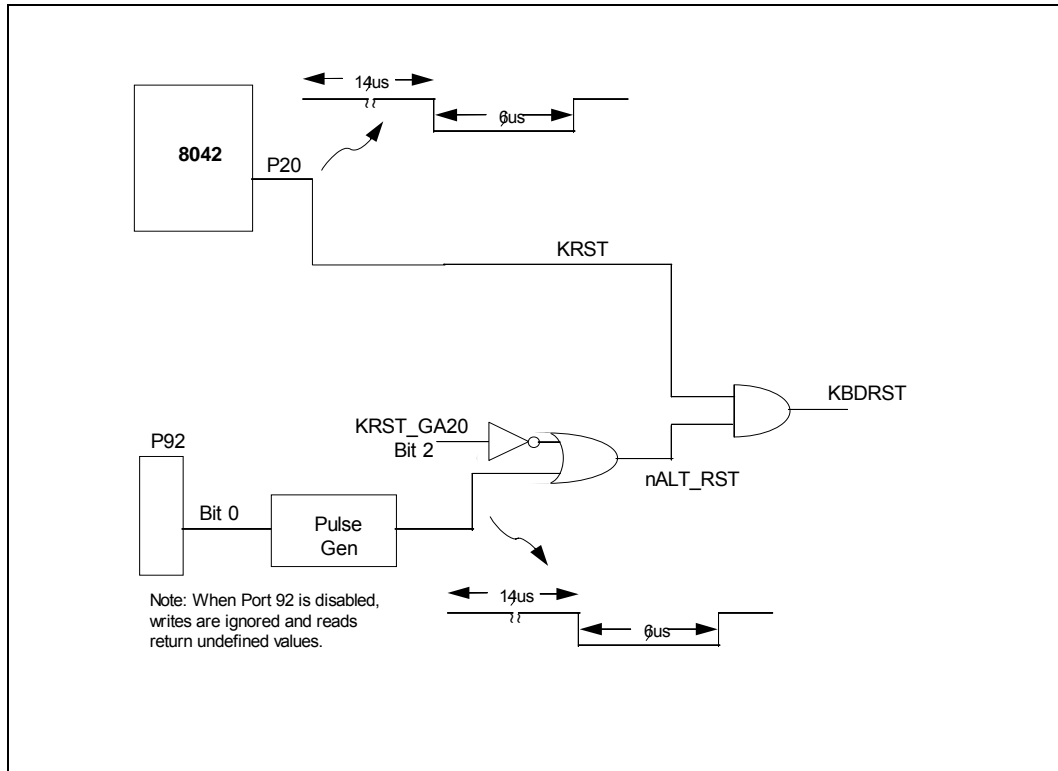 14us
6us
8042
P20
KRST
KBDRST
KRST_GA20
Bit 2
nALT_RST
P92
Bit 0
Pulse
Gen
14us
6us
Note: When Port 92 is disabled,
writes are ignored and reads
return undefined values.